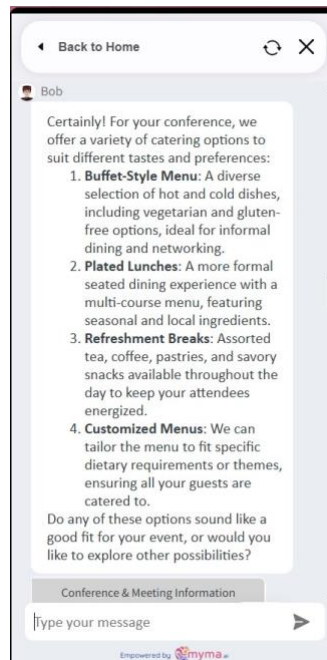 Back to Home
Bob
Certainly! For your conference, we
offer a variety of catering options to
suit different tastes and preferences:
1. Buffet-Style Menu: A diverse
selection of hot and cold dishes,
including vegetarian and gluten-
free options, ideal for informal
dining and networking.
2. Plated Lunches: A more formal
seated dining experience with a
multi-course menu, featuring
seasonal and local ingredients.
3. Refreshment Breaks: Assorted
tea, coffee, pastries, and savory
snacks available throughout the
day to keep your attendees
energized.
4. Customized Menus: We can
tailor the menu to fit specific
dietary requirements or themes,
ensuring all your guests are
catered to.
Do any of these options sound like a
good fit for your event, or would you
like to explore other possibilities?
Conference & Meeting Information
Type your message
Empowered by myma.ai